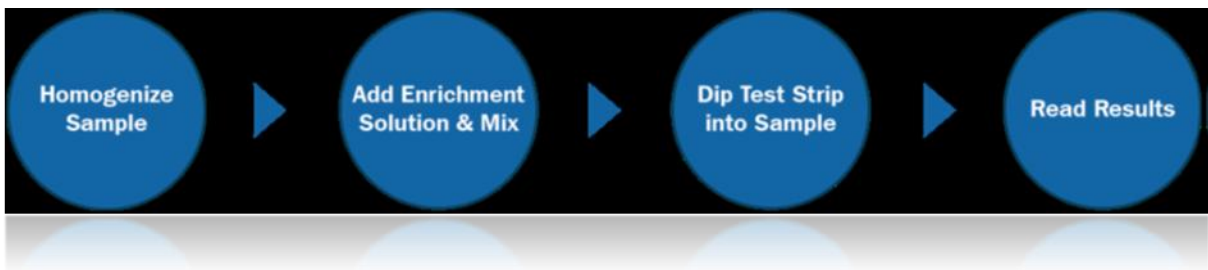 Homogenize
Sample
Add Enrichment
Solution & Mix
Dip Test Strip
into Sample
Read Results